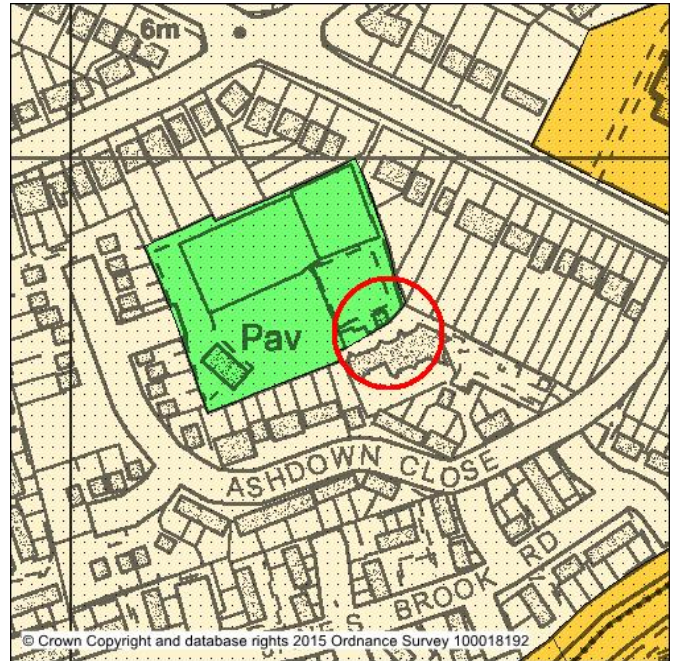 6m
Pav
ASHDOWN CLOSE
BROOK RD
© Crown Copyright and database rights 2015 Ordnance Survey 100018192